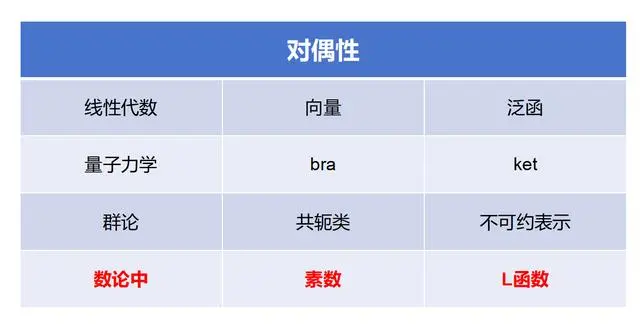 对偶性
线性代数 向量 泛函
量子力学 bra ket
群论 共轭类 不可约表示
数论中 素数 L函数